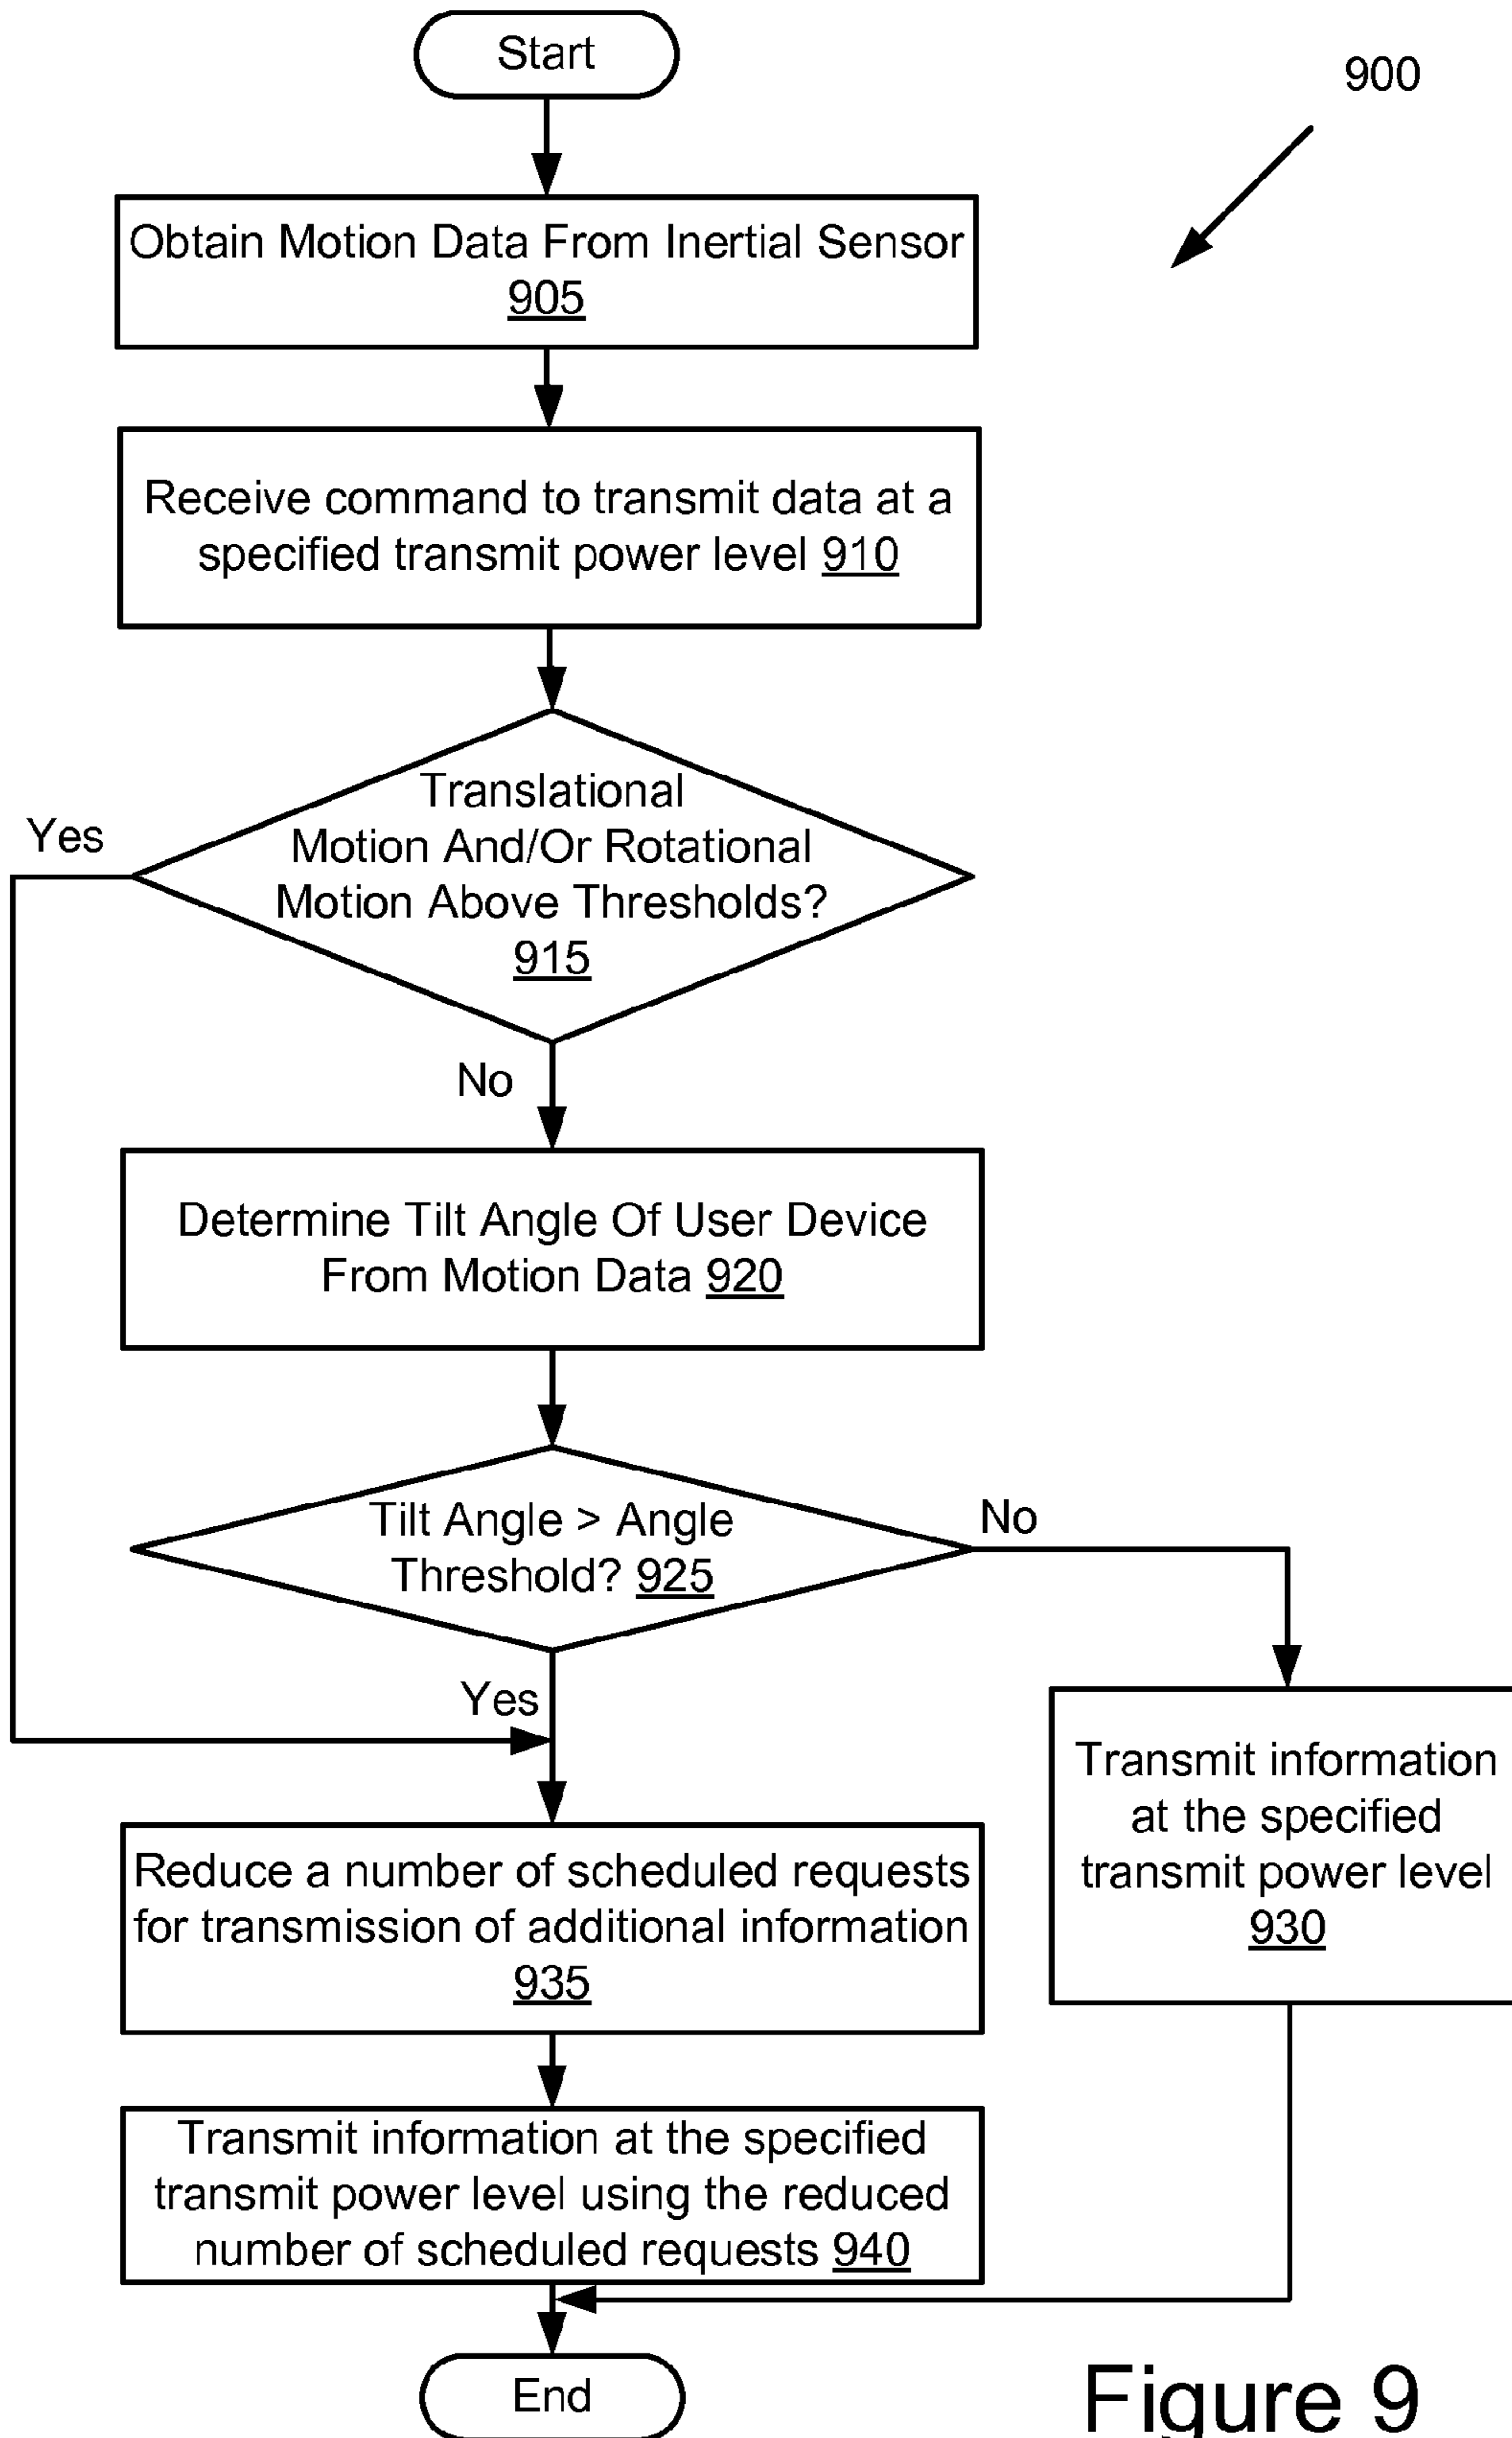 Start
900
Obtain Motion Data From Inertial Sensor
905
Receive command to transmit data at a
specified transmit power level 910
Translational
Motion And/Or Rotational
Motion Above Thresholds?
915
Yes
No
Determine Tilt Angle Of User Device
From Motion Data 920
Tilt Angle > Angle
Threshold? 925
No
Yes
Transmit information
at the specified
transmit power level
930
Reduce a number of scheduled requests
for transmission of additional information
935
Transmit information at the specified
transmit power level using the reduced
number of scheduled requests 940
End
Figure 9